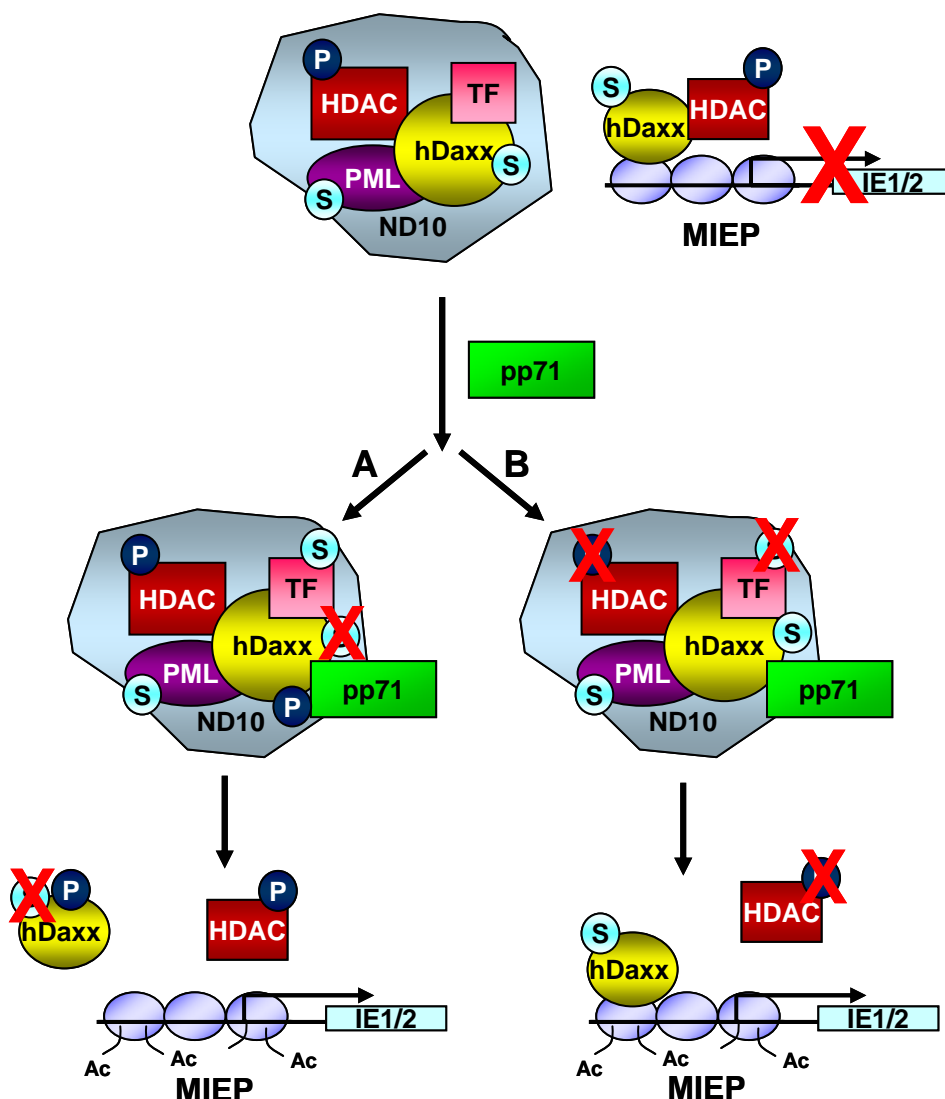 P
HDAC
TF
hDaxx
S
PML
S
ND10
S
hDaxx
HDAC
P
IE1/2
MIEP
pp71
A
B
P
HDAC
S
TF
hDaxx
PML
S
P
pp71
ND10
HDAC
TF
hDaxx
S
PML
S
pp71
ND10
P
hDaxx
P
HDAC
IE1/2
Ac
Ac
Ac
MIEP
HDAC
S
hDaxx
IE1/2
Ac
Ac
Ac
MIEP